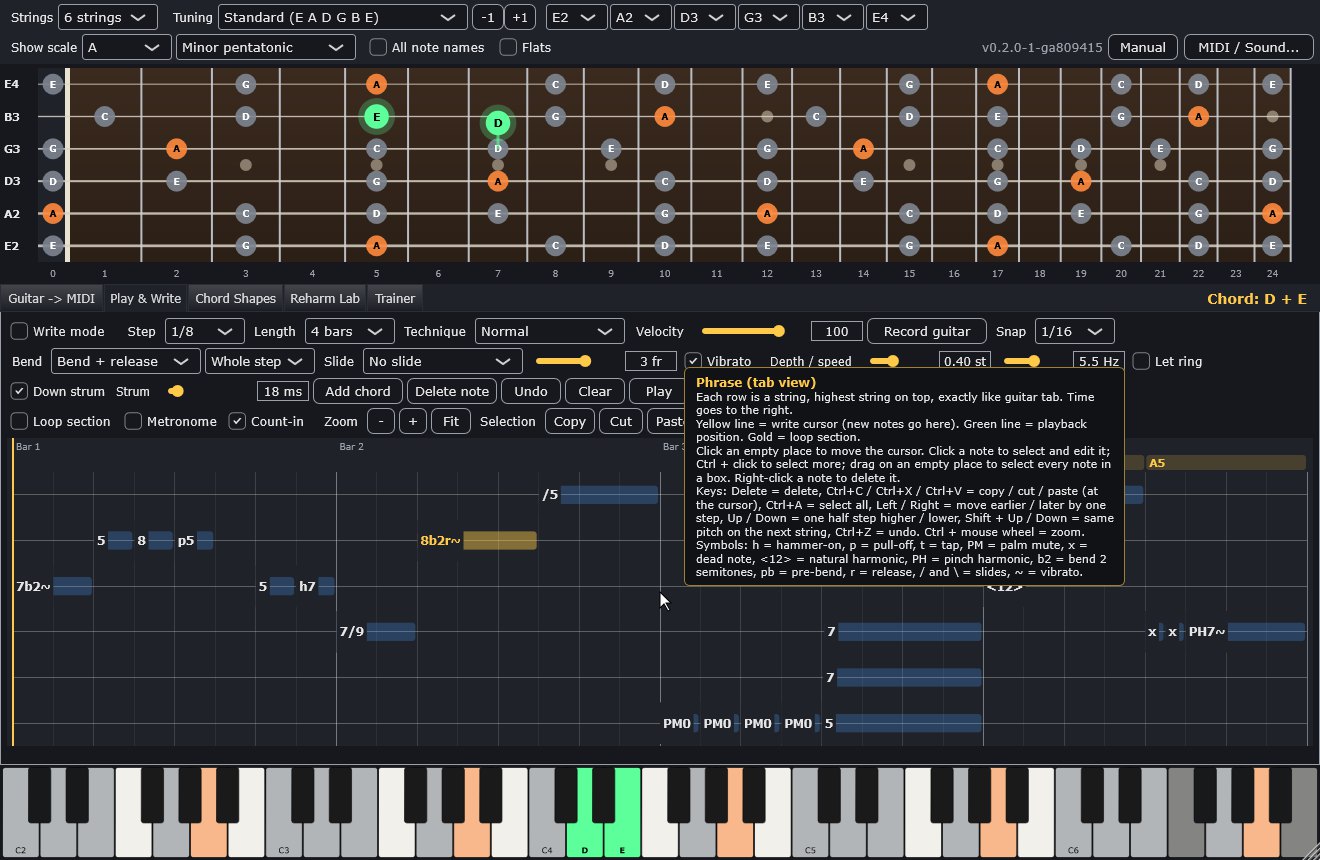 Strings 6 strings Tuning Standard (E A D G B E) -1 +1 E2 A2 D3 G3 B3 E4
Show scale A Minor pentatonic All note names Flats v0.2.0-1-ga809415 Manual MIDI / Sound...
E4 E G A C D E G A C D E
B3 C D E D G A C D E G A
G3 G A C D E G A C D E G
D3 D E G A C D E G A C D
A2 A C D E G A C D E G A
E2 E G A C D E G A C D E
0 1 2 3 4 5 6 7 8 9 10 11 12 13 14 15 16 17 18 19 20 21 22 23 24
Guitar -> MIDI Play & Write Chord Shapes Reharm Lab Trainer Chord: D + E
Write mode Step 1/8 Length 4 bars Technique Normal Velocity 100 Record guitar Snap 1/16
Bend Bend + release Whole step Slide No slide 3 fr Vibrato Depth / speed 0.40 st 5.5 Hz Let ring
Down strum Strum 18 ms Add chord Delete note Undo Clear Play
Loop section Metronome Count-in Zoom - + Fit Selection Copy Cut
Phrase (tab view)
Each row is a string, highest string on top, exactly like guitar tab. Time
goes to the right.
Yellow line = write cursor (new notes go here). Green line = playback
position. Gold = loop section.
Click an empty place to move the cursor. Click a note to select and edit it;
Ctrl + click to select more; drag on an empty place to select every note in
a box. Right-click a note to delete it.
Keys: Delete = delete, Ctrl+C / Ctrl+X / Ctrl+V = copy / cut / paste (at
the cursor), Ctrl+A = select all, Left / Right = move earlier / later by one
step, Up / Down = one half step higher / lower, Shift + Up / Down = same
pitch on the next string, Ctrl+Z = undo. Ctrl + mouse wheel = zoom.
Symbols: h = hammer-on, p = pull-off, t = tap, PM = palm mute, x =
dead note, <12> = natural harmonic, PH = pinch harmonic, b2 = bend 2
semitones, pb = pre-bend, r = release, / and \ = slides, ~ = vibrato.
Bar 1 Bar 2 Bar 3
A5
/5
5 8 p5 8b2r~
7b2~ 5 h7 <12>
7/9 7 x x PH7~
7
PM0 PM0 PM0 PM0 5
C2 C3 C4 D E C5 C6